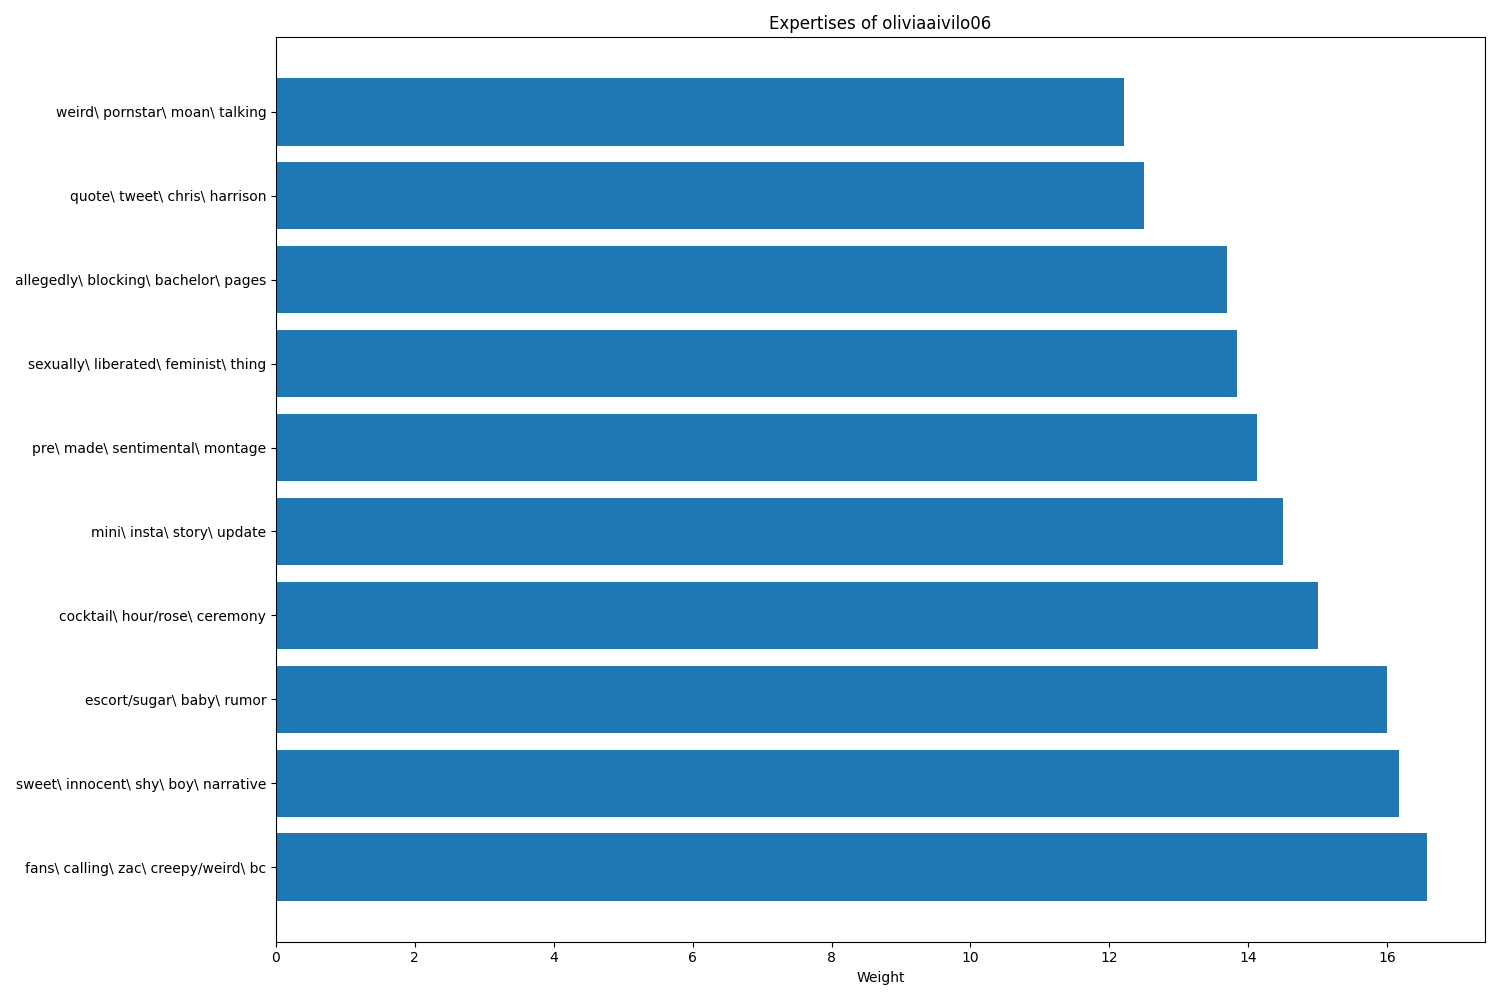 Expertises of oliviaaivilo06
weird\ pornstar\ moan\ talking
quote\ tweet\ chris\ harrison
allegedly\ blocking\ bachelor\ pages
sexually\ liberated\ feminist\ thing
pre\ made\ sentimental\ montage
mini\ insta\ story\ update
cocktail\ hour/rose\ ceremony
escort/sugar\ baby\ rumor
sweet\ innocent\ shy\ boy\ narrative
fans\ calling\ zac\ creepy/weird\ bc
0 2 4 6 8 10 12 14 16
Weight